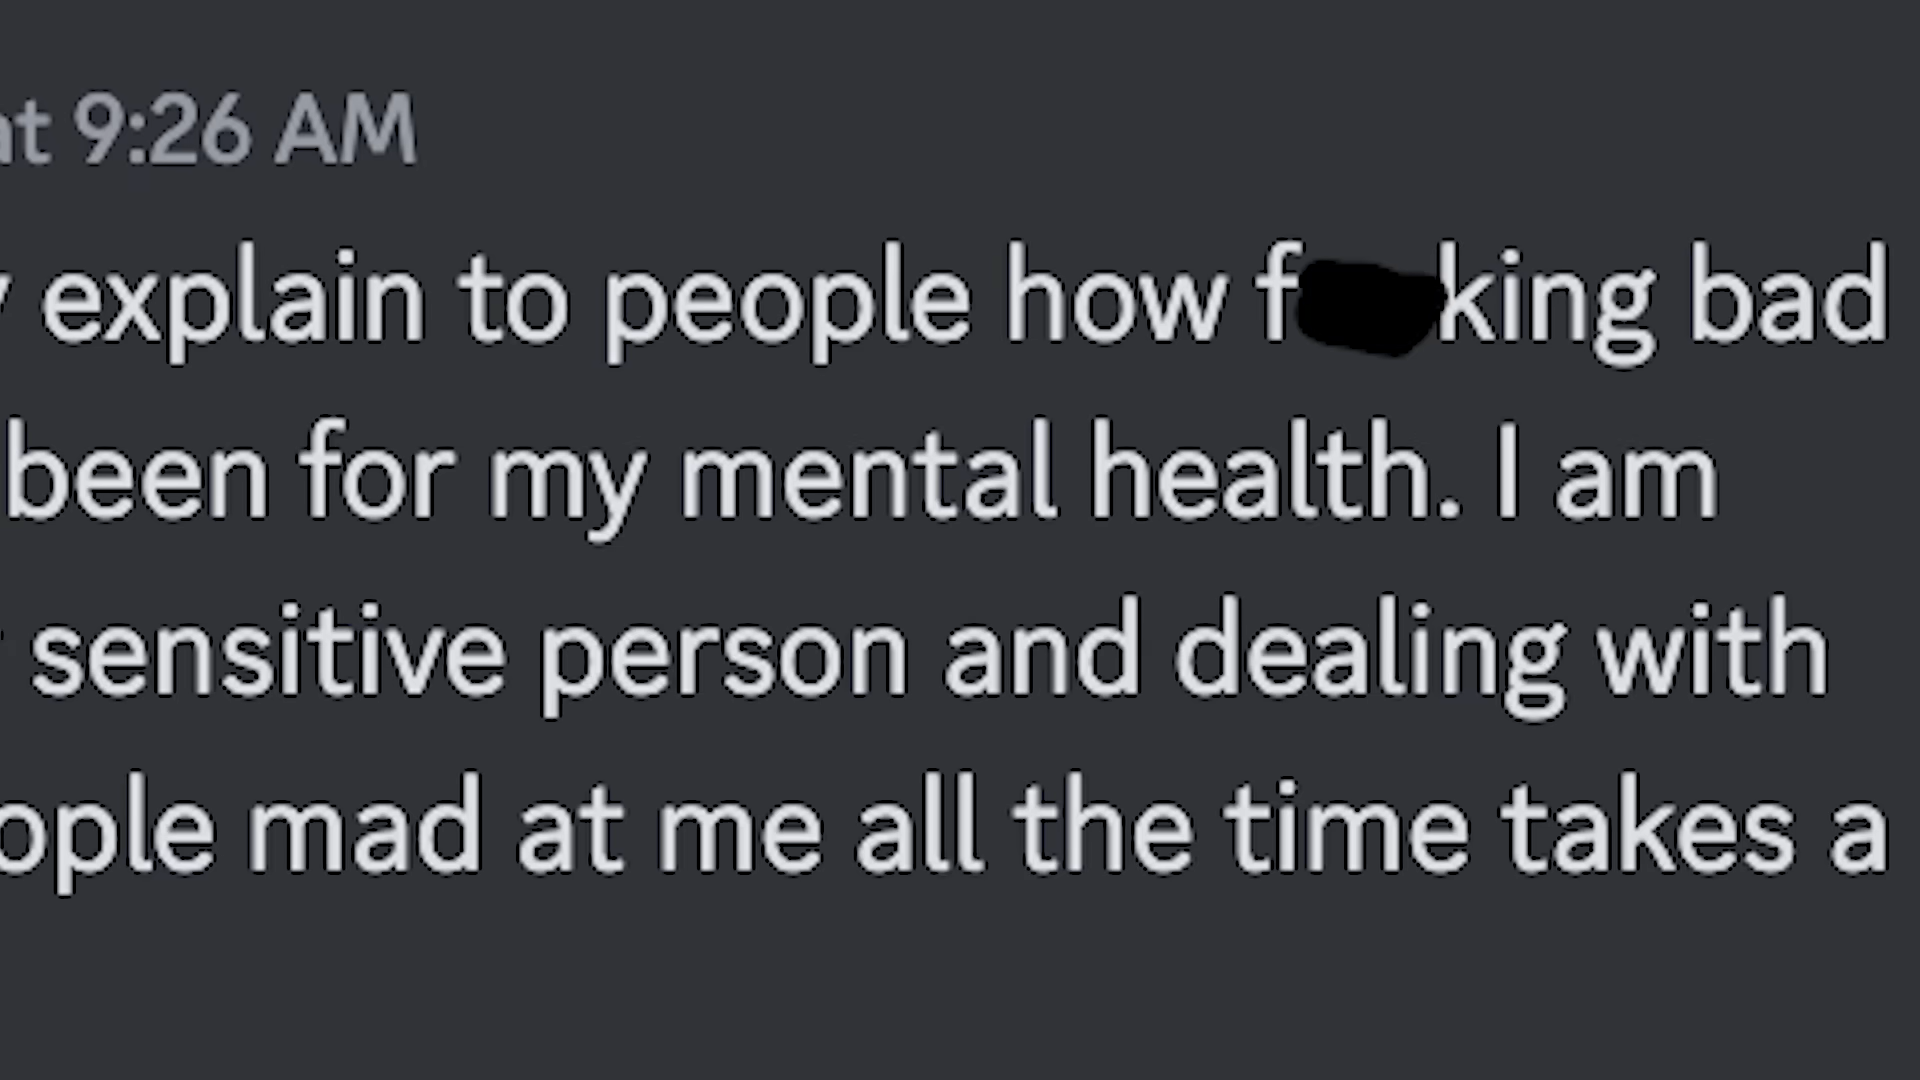 at 9:26 AM
explain to people how f king bad
been for my mental health. I am
sensitive person and dealing with
ople mad at me all the time takes a